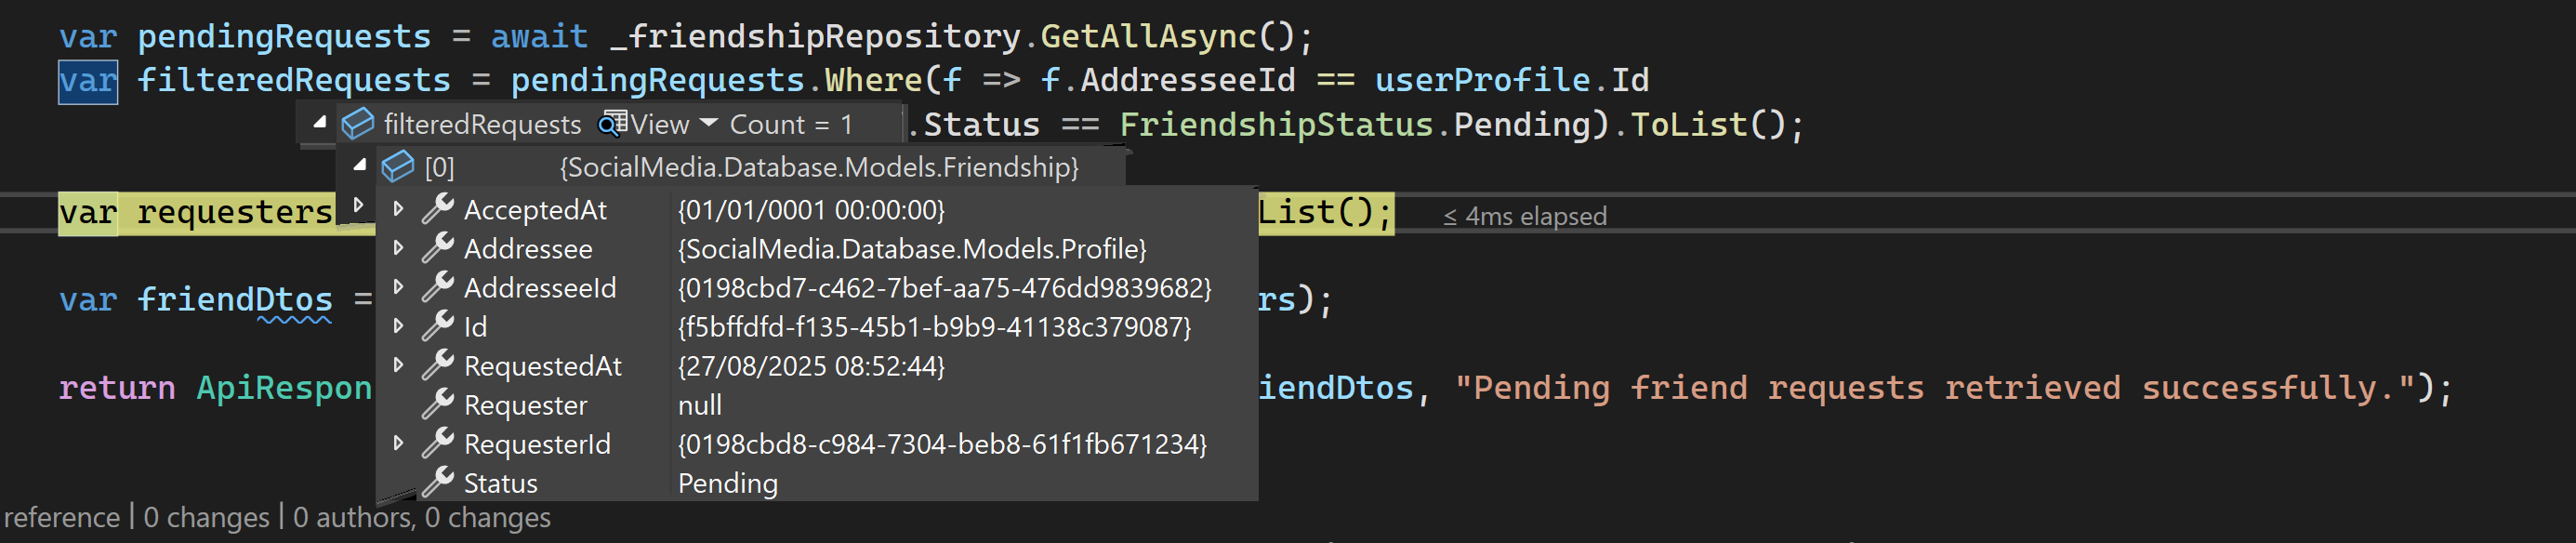 var pendingRequests = await _friendshipRepository.GetAllAsync();
var filteredRequests = pendingRequests.Where(f => f.AddresseeId == userProfile.Id
filteredRequests View Count = 1 .Status == FriendshipStatus.Pending).ToList();
[0] {SocialMedia.Database.Models.Friendship}
var requesters List(); ≤ 4ms elapsed
AcceptedAt {01/01/0001 00:00:00}
Addressee {SocialMedia.Database.Models.Profile}
AddresseeId {0198cbd7-c462-7bef-aa75-476dd9839682}
var friendDtos = rs);
Id {f5bffdfd-f135-45b1-b9b9-41138c379087}
RequestedAt {27/08/2025 08:52:44}
return ApiRespon iendDtos, "Pending friend requests retrieved successfully.");
Requester null
RequesterId {0198cbd8-c984-7304-beb8-61f1fb671234}
Status Pending
reference | 0 changes | 0 authors, 0 changes